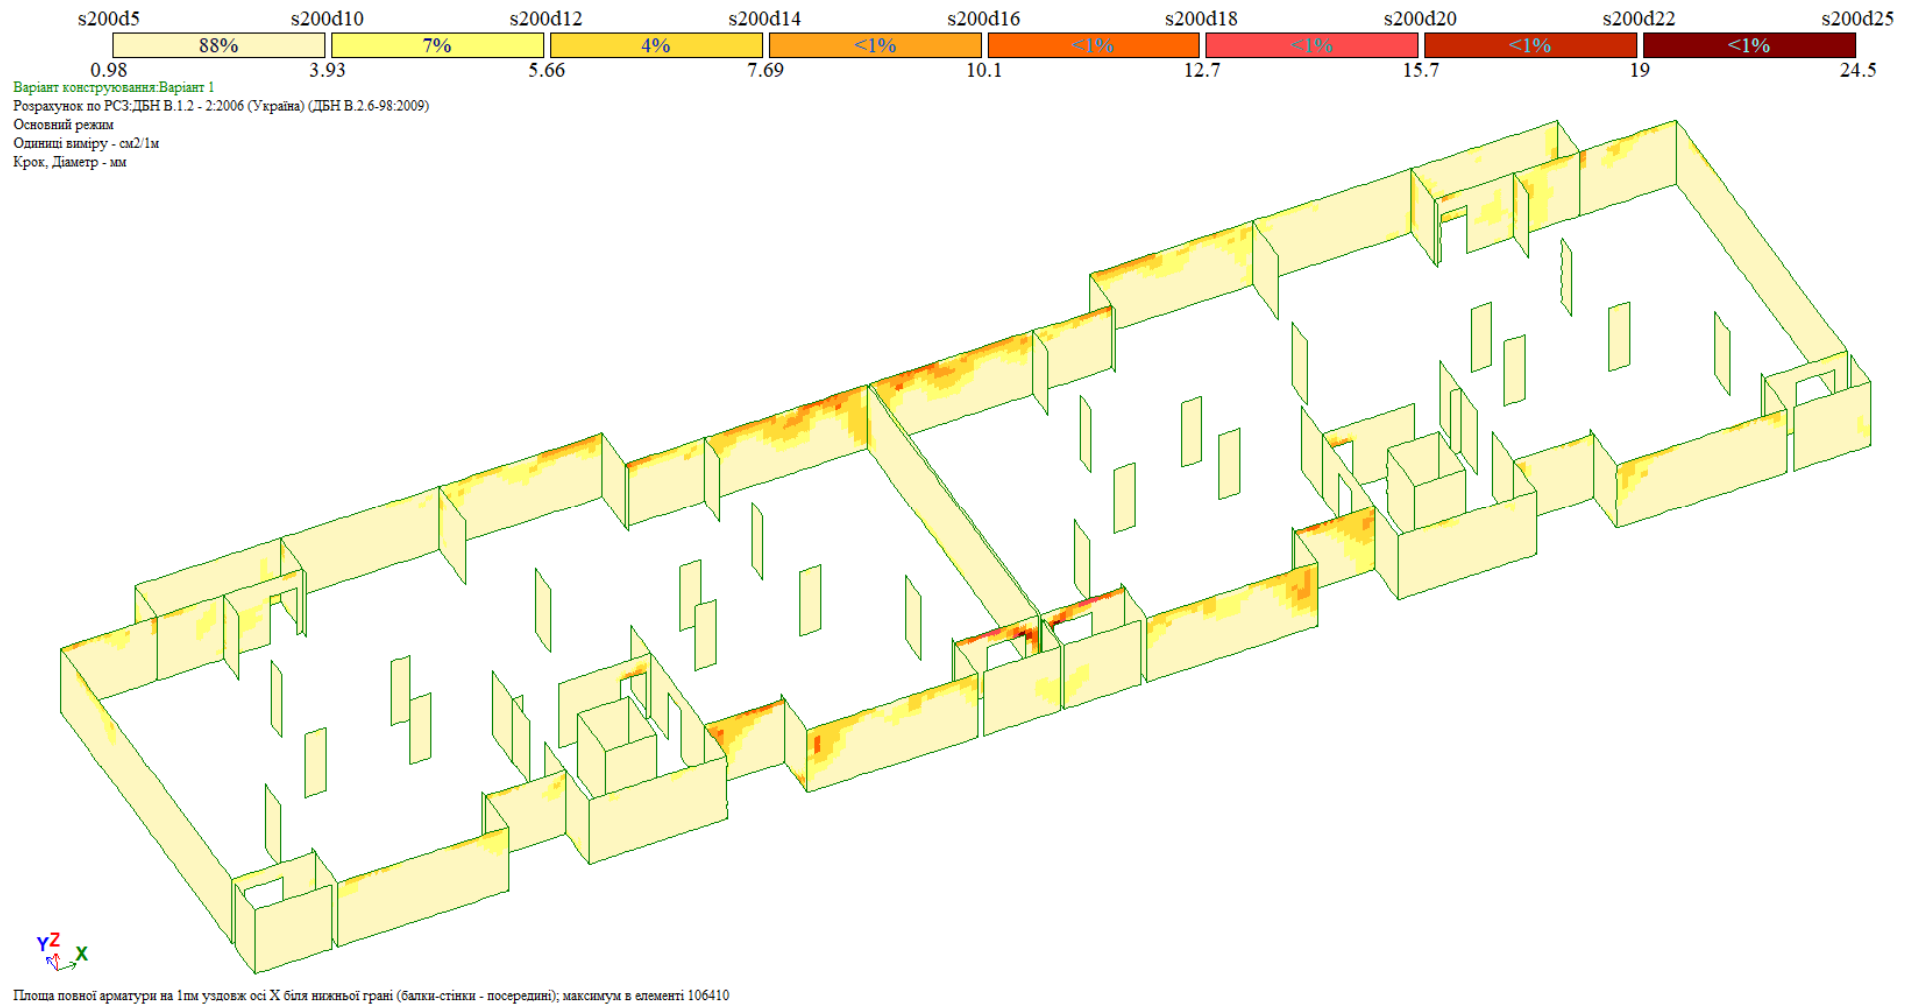 s200d5 s200d10 s200d12 s200d14 s200d16 s200d18 s200d20 s200d22 s200d25
88% 7% 4% <1% <1% <1% <1% <1%
0.98 3.93 5.66 7.69 10.1 12.7 15.7 19 24.5
Варіант конструювання:Варіант 1
Розрахунок по РСЗ:ДБН В.1.2 - 2:2006 (Україна) (ДБН В.2.6-98:2009)
Основний режим
Одиниці виміру - см2/1м
Крок, Діаметр - мм
Y Z X
Площа повної арматури на 1пм уздовж осі X біля нижньої грані (балки-стінки - посередині); максимум в елементі 106410